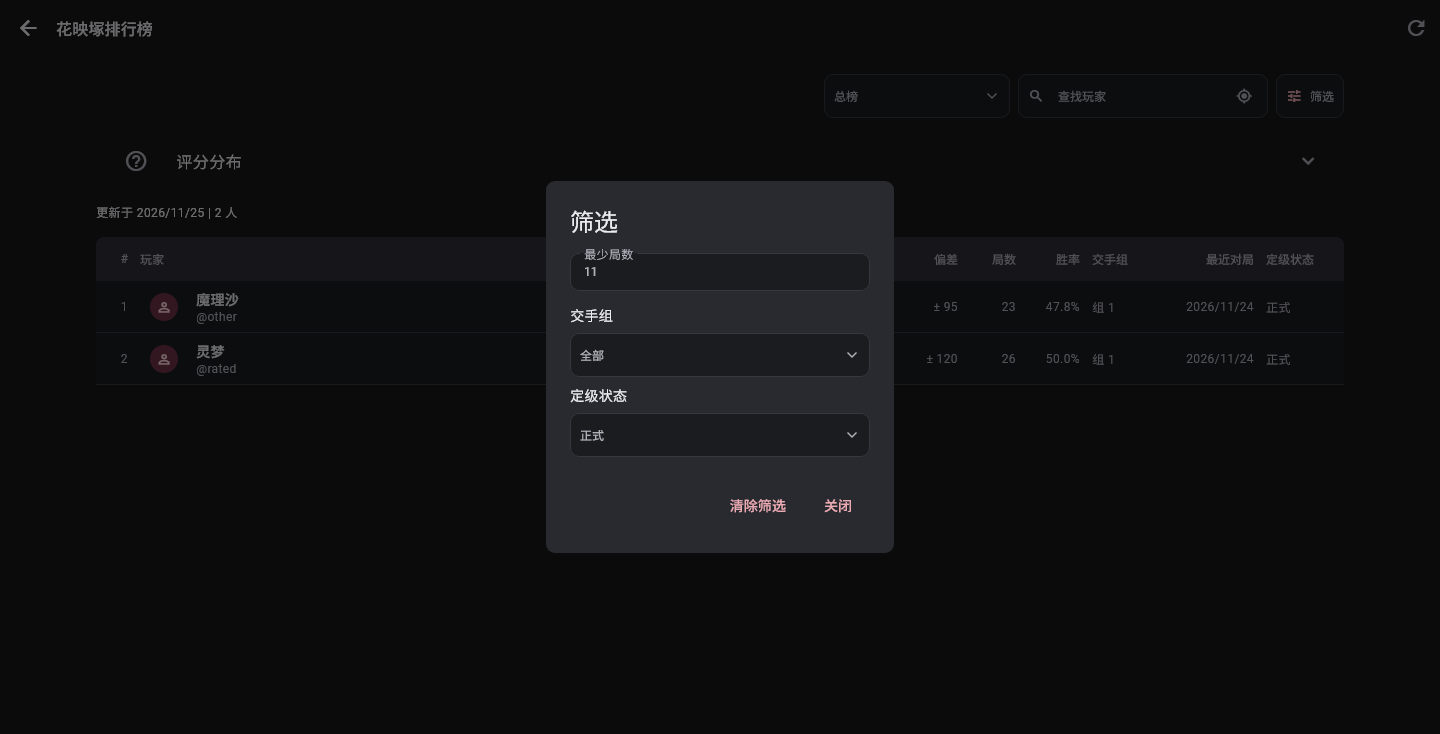 花映塚排行榜
总榜
查找玩家
筛选
评分分布
更新于 2026/11/25 | 2 人
# 玩家 偏差 局数 胜率 交手组 最近对局 定级状态
1 魔理沙 ± 95 23 47.8% 组 1 2026/11/24 正式
@other
2 灵梦 ± 120 26 50.0% 组 1 2026/11/24 正式
@rated
筛选
最少局数
11
交手组
全部
定级状态
正式
清除筛选 关闭